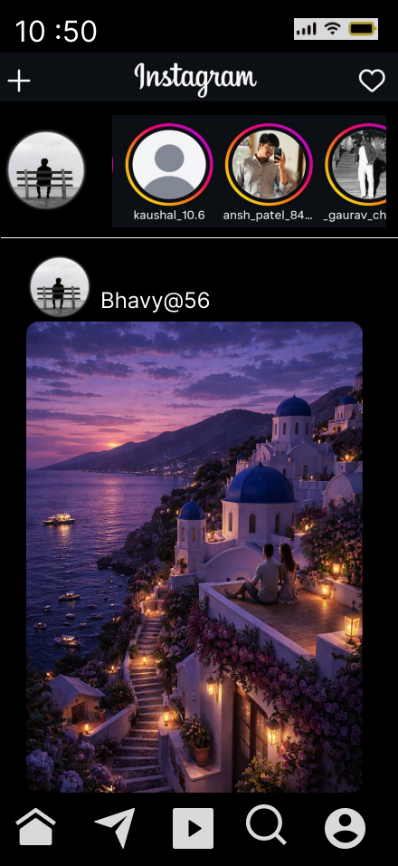 10 :50
Instagram
kaushal_10.6
ansh_patel_84...
_gaurav_ch
Bhavy@56